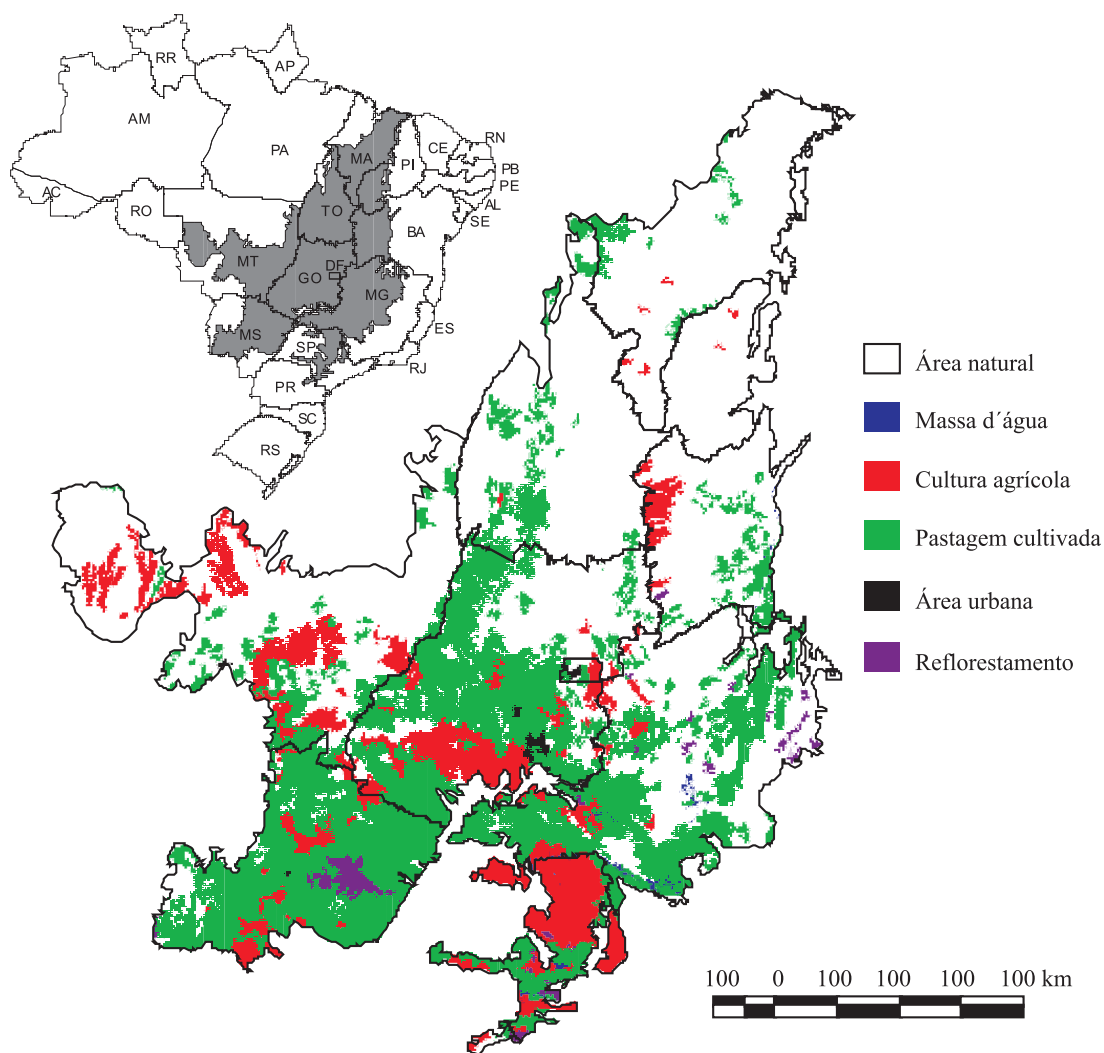 RR
AP
AM
PA
MA
CE
RN
PI
PB
PE
AC
AL
RO
TO
SE
BA
MT
DF
GO
MG
ES
MS
SP
RJ
PR
SC
RS
Área natural
Massa d´água
Cultura agrícola
Pastagem cultivada
Área urbana
Reflorestamento
100 0 100 100 100 100 km